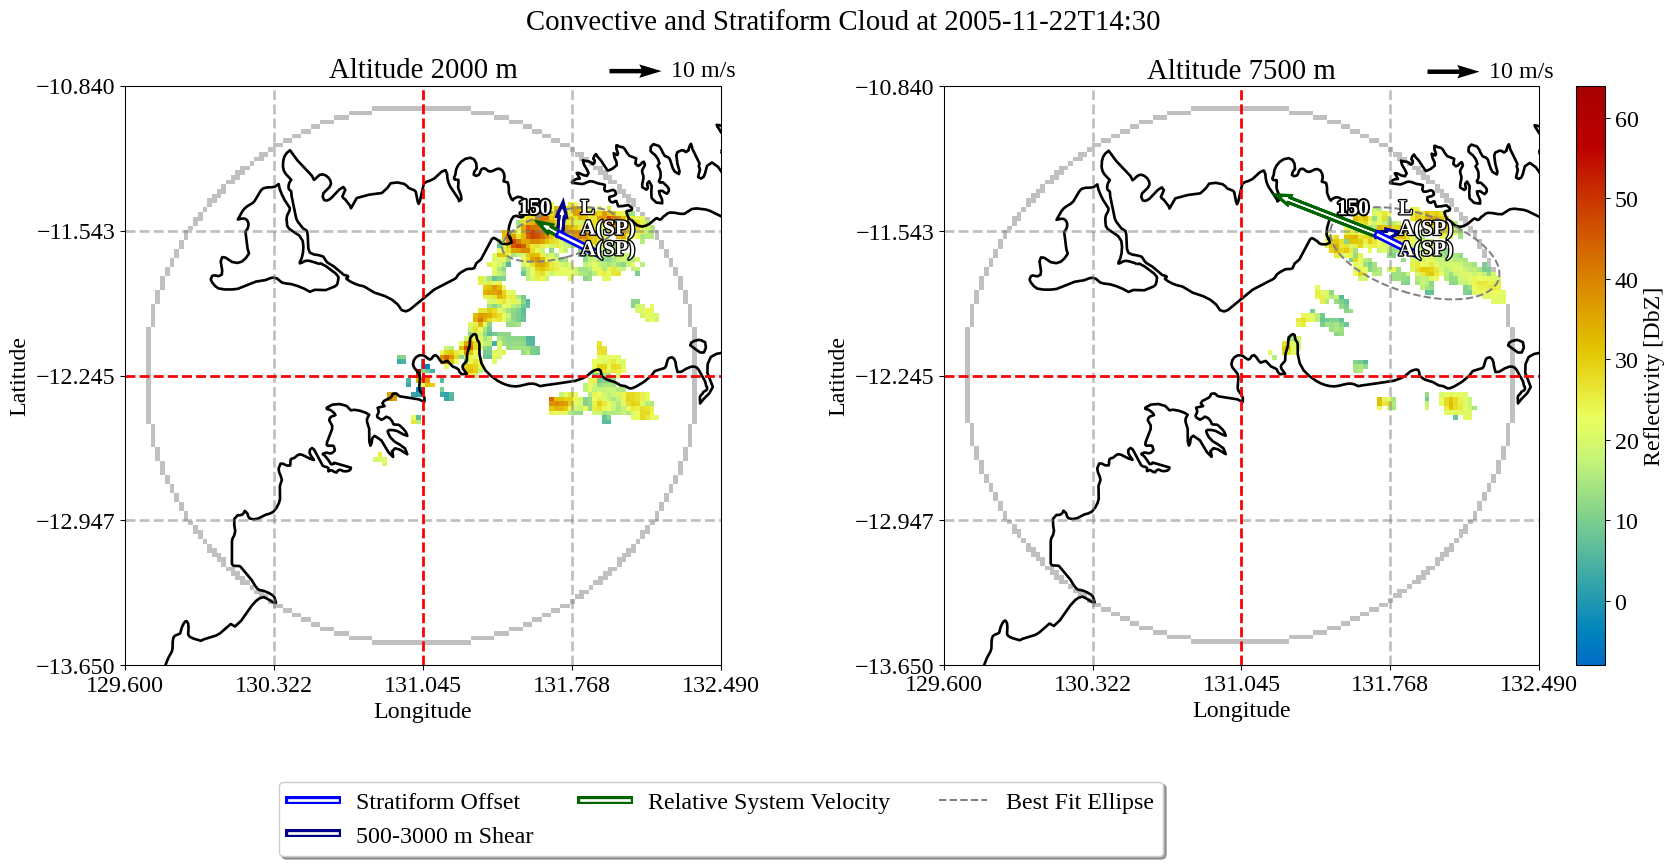 Convective and Stratiform Cloud at 2005-11-22T14:30
Altitude 2000 m
10 m/s
−10.840
−11.543
−12.245
−12.947
−13.650
Latitude
129.600
130.322
131.045
131.768
132.490
Longitude
150
L
A(SP)
A(SP)
Altitude 7500 m
10 m/s
−10.840
−11.543
−12.245
−12.947
−13.650
Latitude
129.600
130.322
131.045
131.768
132.490
Longitude
150
L
A(SP)
A(SP)
60
50
40
30
20
10
0
Reflectivity [DbZ]
Stratiform Offset
Relative System Velocity
Best Fit Ellipse
500-3000 m Shear